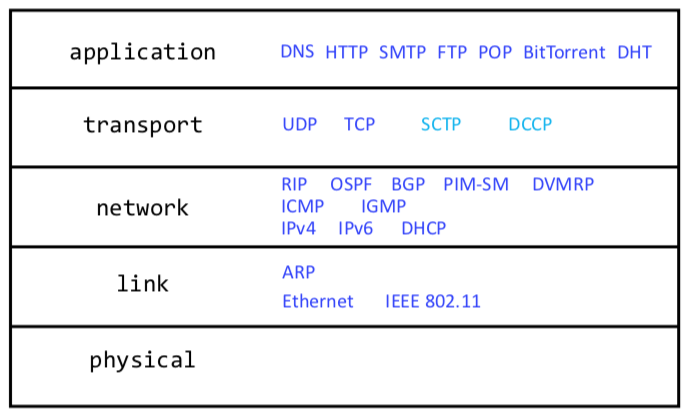 application DNS HTTP SMTP FTP POP BitTorrent DHT
transport UDP TCP SCTP DCCP
RIP OSPF BGP PIM-SM DVMRP
network ICMP IGMP
IPv4 IPv6 DHCP
ARP
link
Ethernet IEEE 802.11
physical